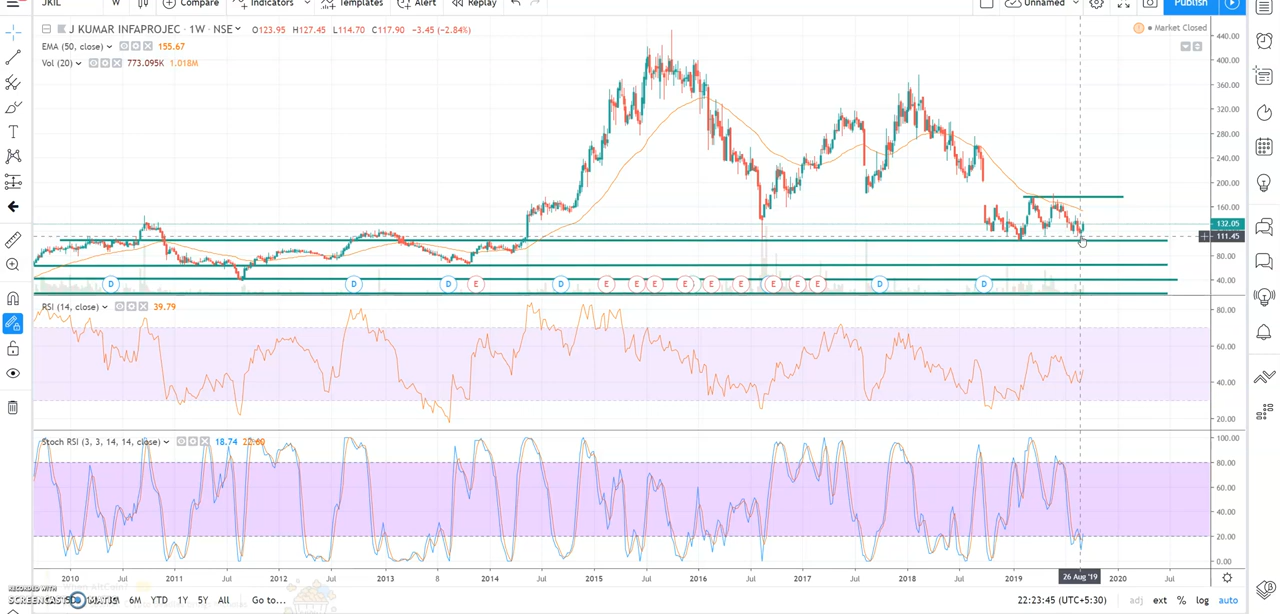 JKIL W Compare Indicators Templates Alert Replay Unnamed Publish
J KUMAR INFAPROJEC · 1W · NSE O123.95 H127.45 L114.70 C117.90 −3.45 (−2.84%)
Market Closed
EMA (50, close) 155.67
Vol (20) 773.095K 1.018M
440.00
400.00
360.00
320.00
280.00
240.00
200.00
160.00
132.05
111.45
80.00
40.00
D D D E D E E E E E E E E E D D
RSI (14, close) 39.79
80.00
60.00
40.00
20.00
Stoch RSI (3, 3, 14, 14, close) 18.74 22.60
100.00
80.00
60.00
40.00
20.00
0.00
2010 Jul 2011 Jul 2012 Jul 2013 8 2014 Jul 2015 Jul 2016 Jul 2017 Jul 2018 Jul 2019 26 Aug '19 2020 Jul
RECORDED WITH
SCREENCAST MATIC
5D 6M YTD 1Y 5Y All Go to... 22:23:45 (UTC+5:30) adj ext % log auto